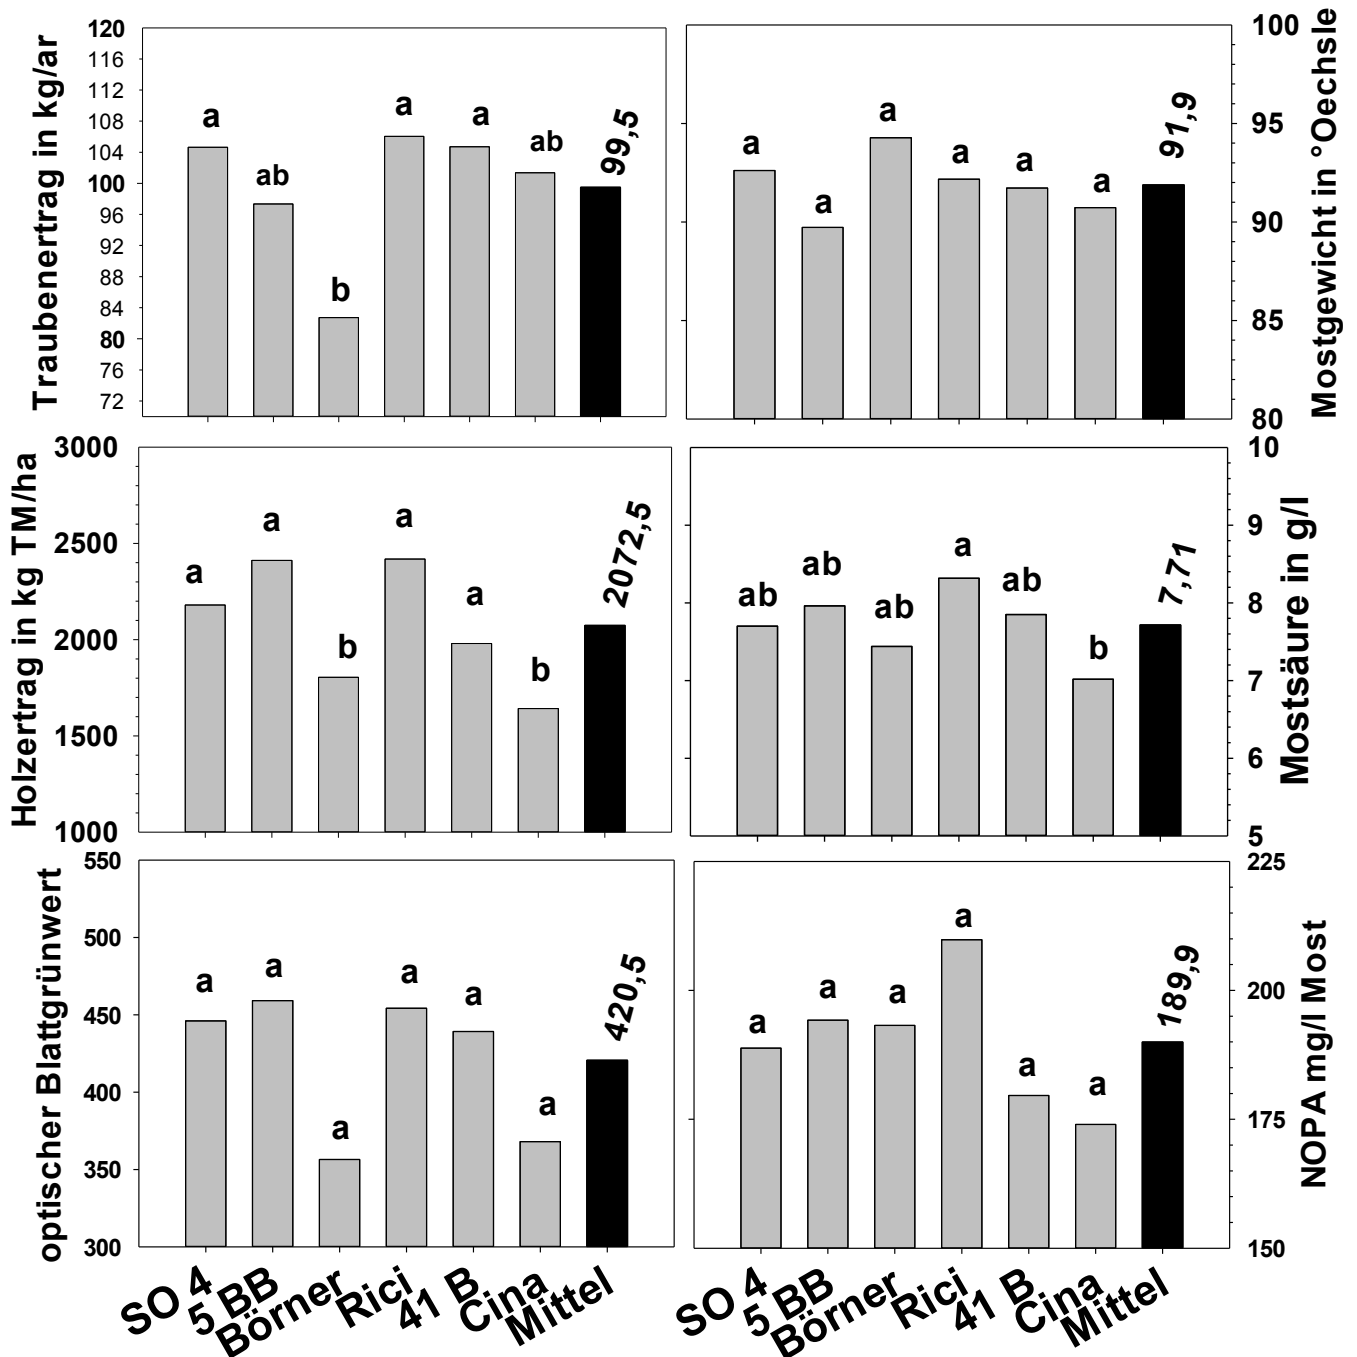 Traubenertrag in kg/ar
120
116
112
108
104
100
96
92
88
84
80
76
72
a
ab
b
a
a
ab
99,5
a
a
a
a
a
a
91,9
100
95
90
85
80
Mostgewicht in °Oechsle
Holzertrag in kg TM/ha
3000
2500
2000
1500
1000
a
a
b
a
a
b
2072,5
ab
ab
ab
a
ab
b
7,71
10
9
8
7
6
5
Mostsäure in g/l
optischer Blattgrünwert
550
500
450
400
350
300
a
a
a
a
a
a
420,5
a
a
a
a
a
a
189,9
225
200
175
150
NOPA mg/l Most
SO 4
5 BB
Börner
Rici
41 B
Cina
Mittel
SO 4
5 BB
Börner
Rici
41 B
Cina
Mittel